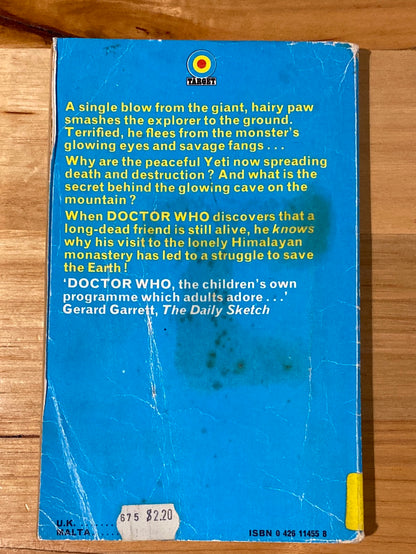 TARGET
A single blow from the giant, hairy paw
smashes the explorer to the ground.
Terrified, he flees from the monster's
glowing eyes and savage fangs . . .
Why are the peaceful Yeti now spreading
death and destruction ? And what is the
secret behind the glowing cave on the
mountain ?
When DOCTOR WHO discovers that a
long-dead friend is still alive, he knows
why his visit to the lonely Himalayan
monastery has led to a struggle to save
the Earth !
'DOCTOR WHO, the children's own
programme which adults adore . . .'
Gerard Garrett, The Daily Sketch
U.K. . . . . . .
MALTA . . . . .
675 $2.20
ISBN 0 426 11455 8